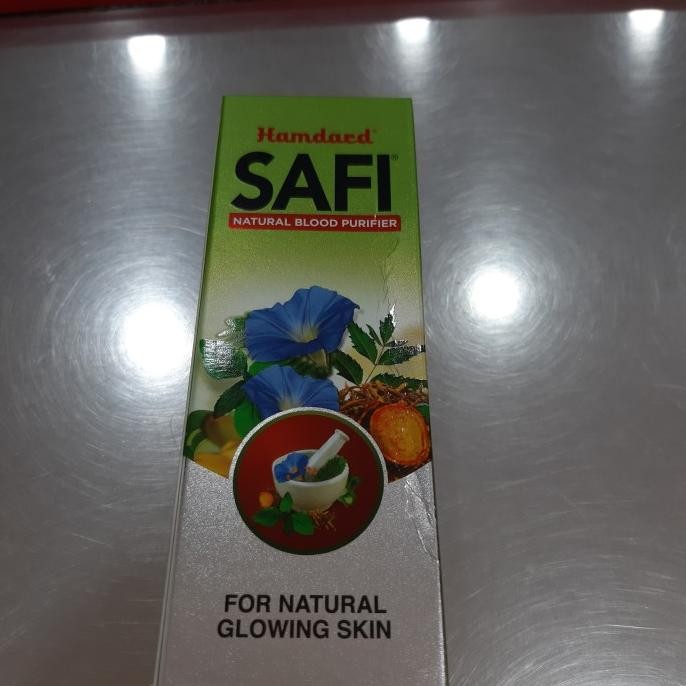 Hamdard
SAFI®
NATURAL BLOOD PURIFIER
FOR NATURAL
GLOWING SKIN